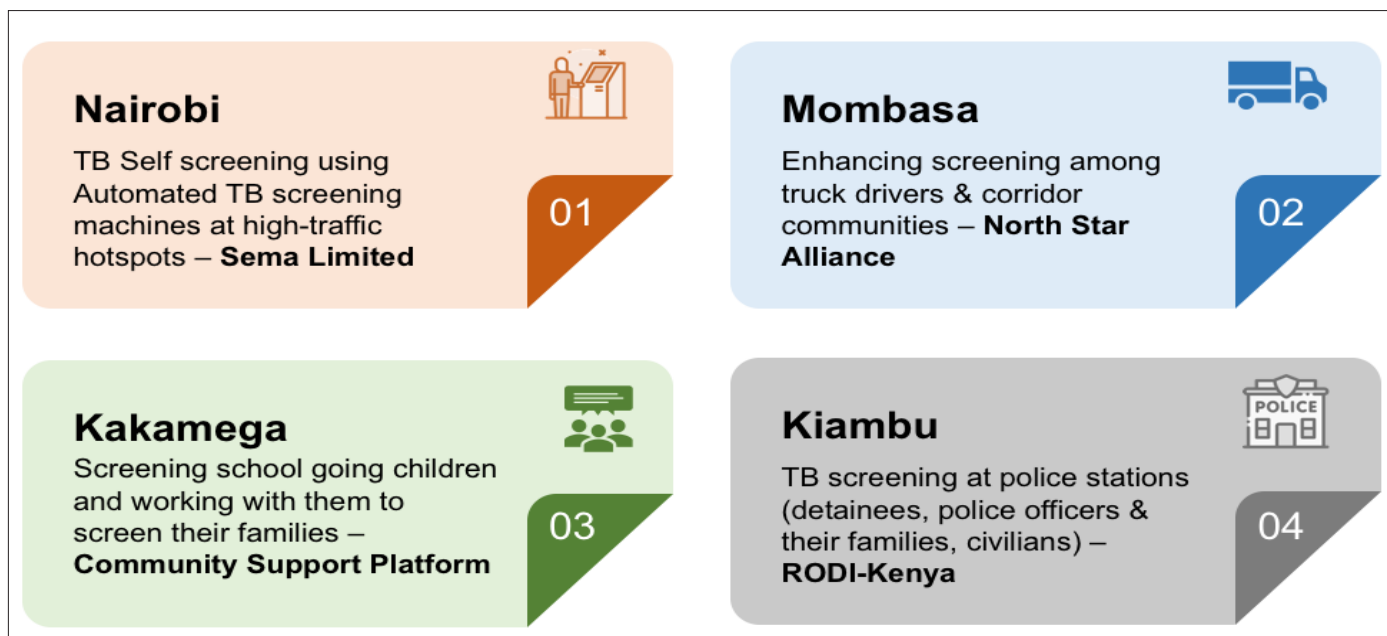 Nairobi
TB Self screening using
Automated TB screening
machines at high-traffic
hotspots – Sema Limited
01
Mombasa
Enhancing screening among
truck drivers & corridor
communities – North Star
Alliance
02
Kakamega
Screening school going children
and working with them to
screen their families –
Community Support Platform
03
Kiambu
POLICE
TB screening at police stations
(detainees, police officers &
their families, civilians) –
RODI-Kenya
04